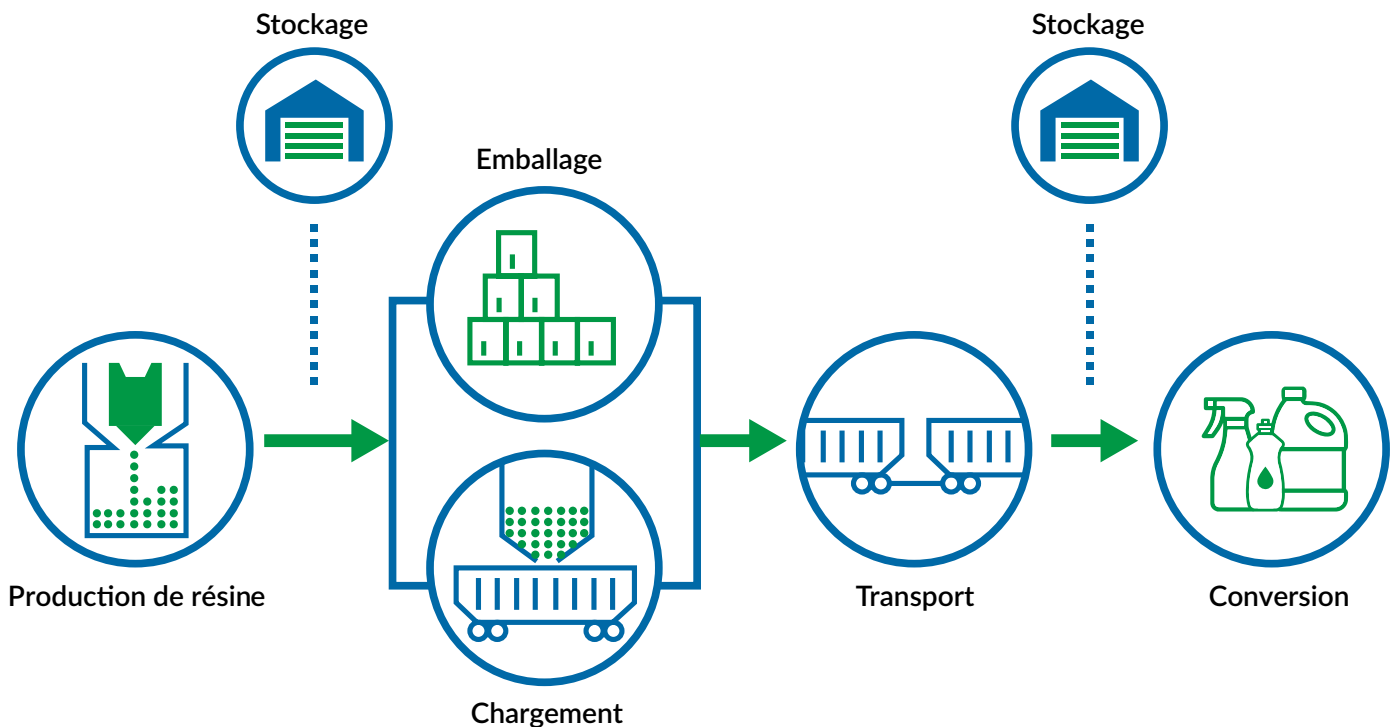 Stockage
Stockage
Emballage
Production de résine
Transport
Conversion
Chargement